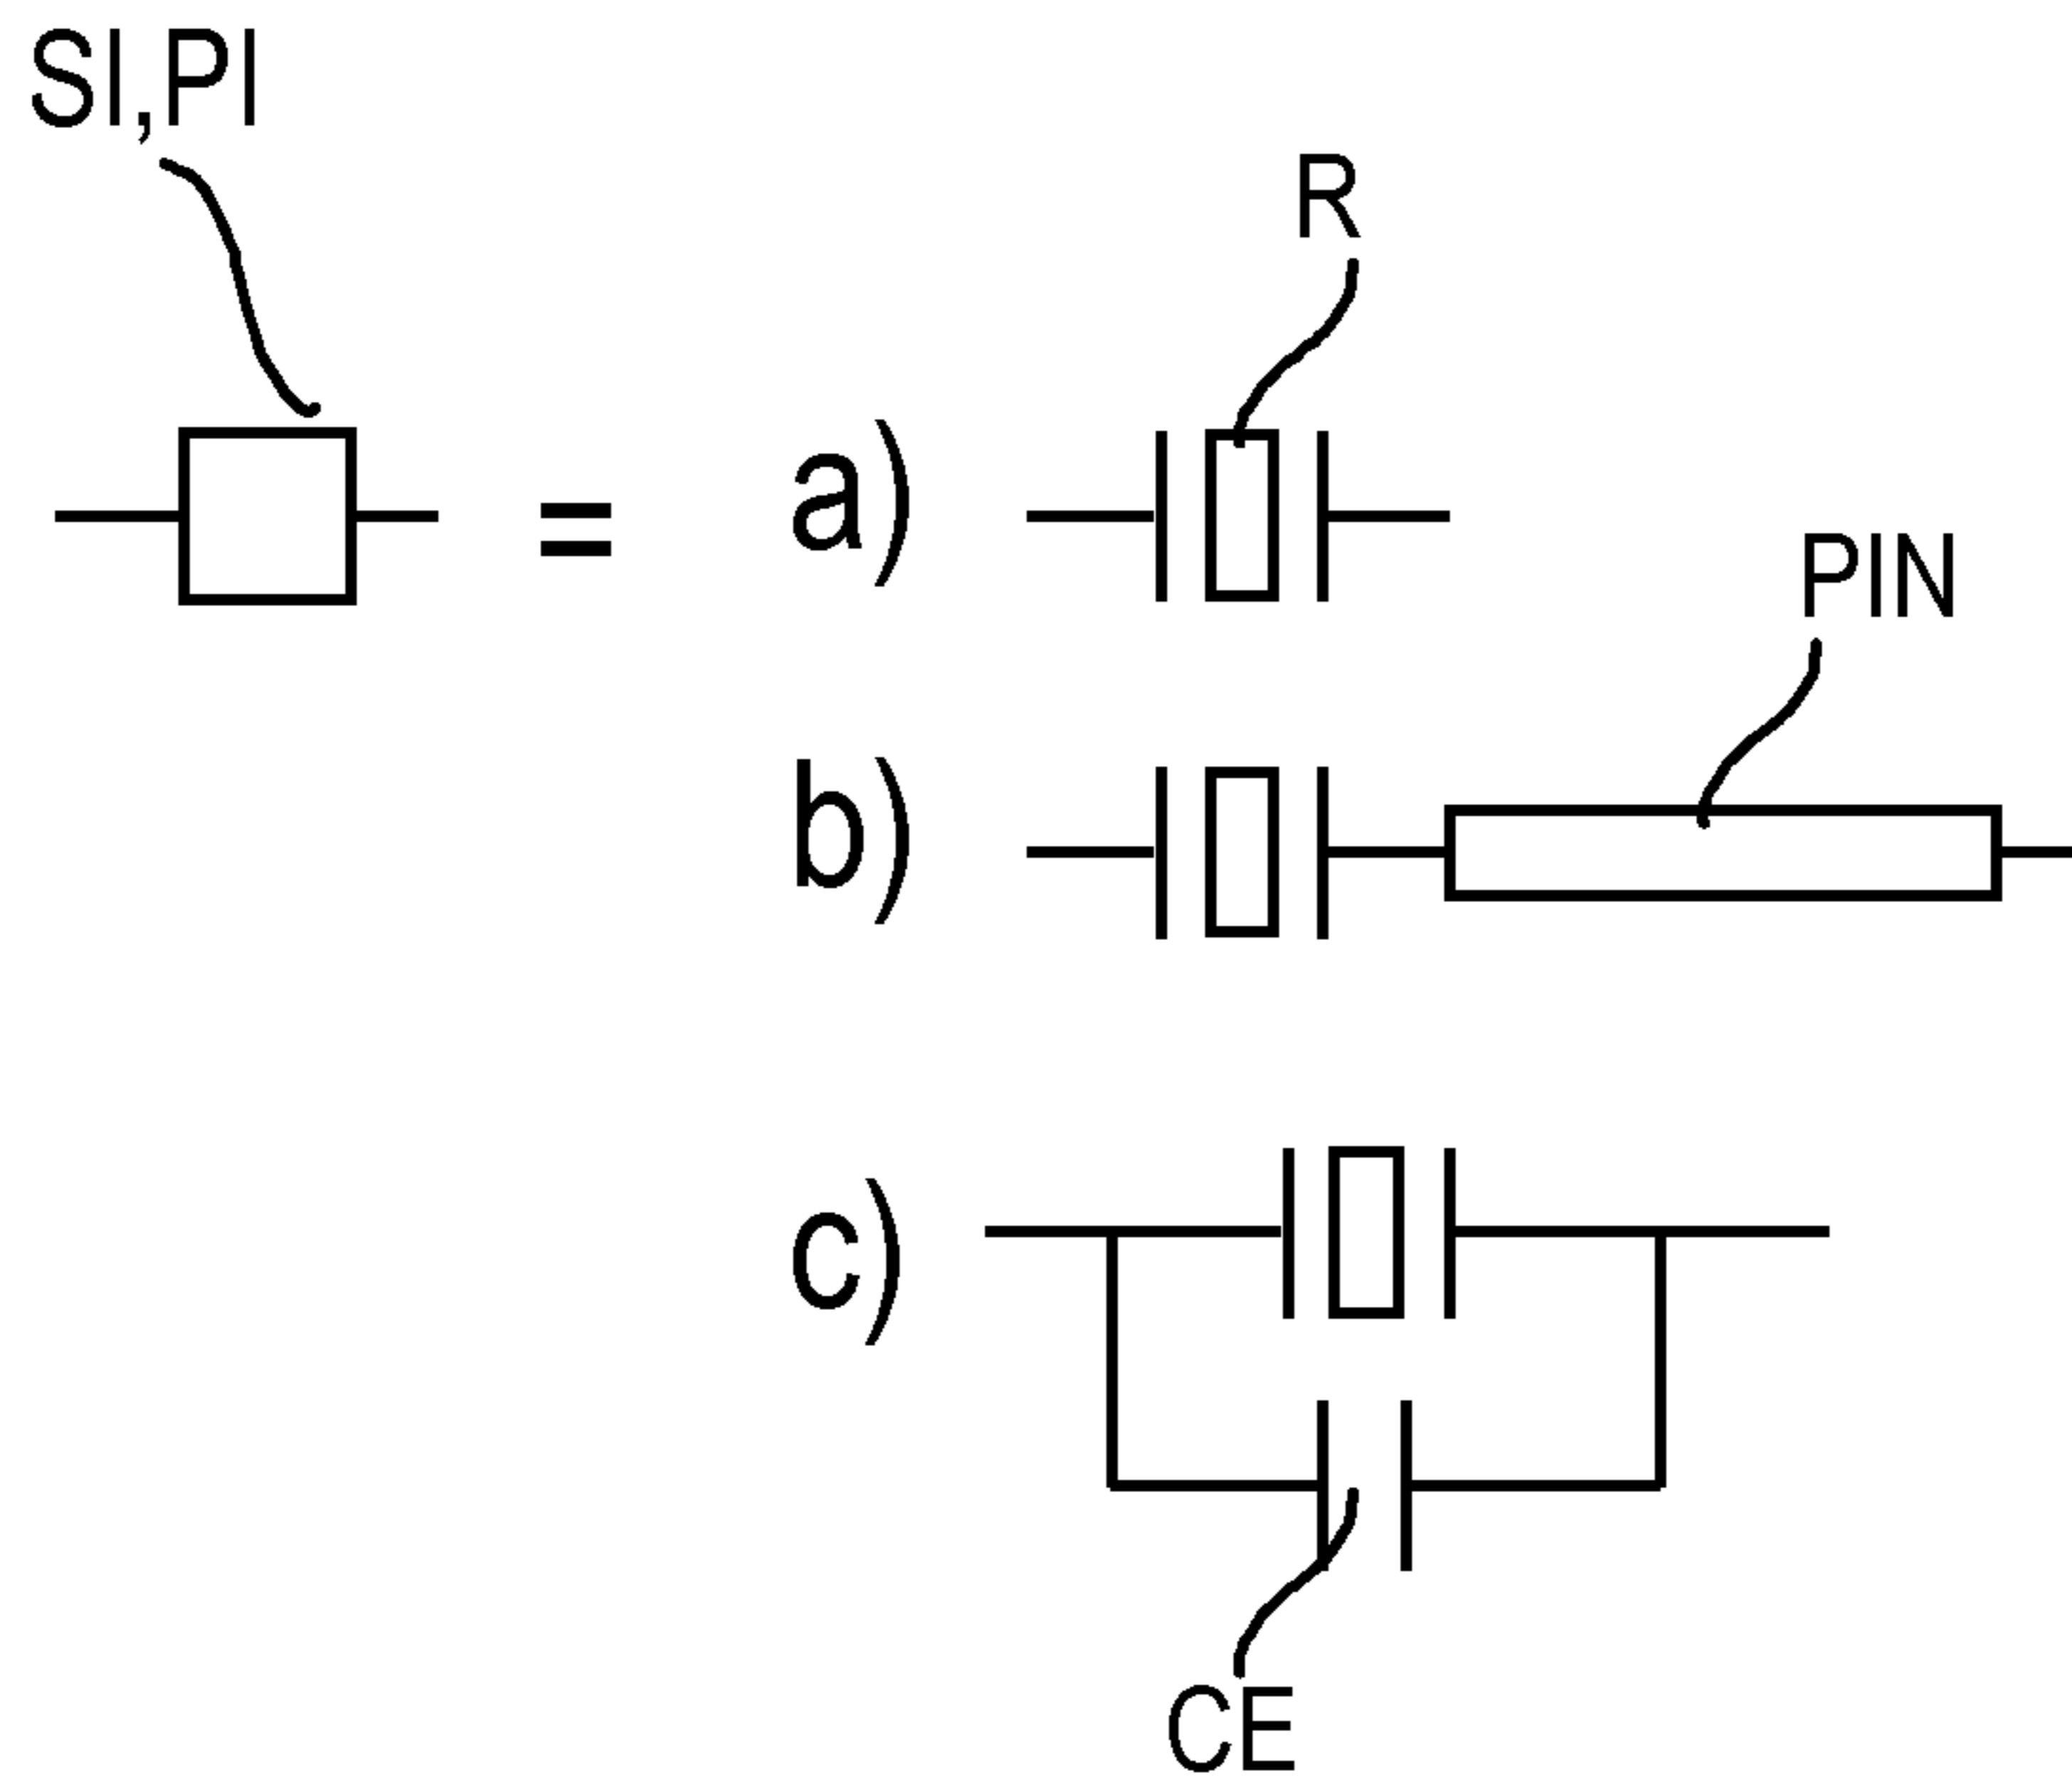 SI,PI
R
=
a)
PIN
b)
c)
CE